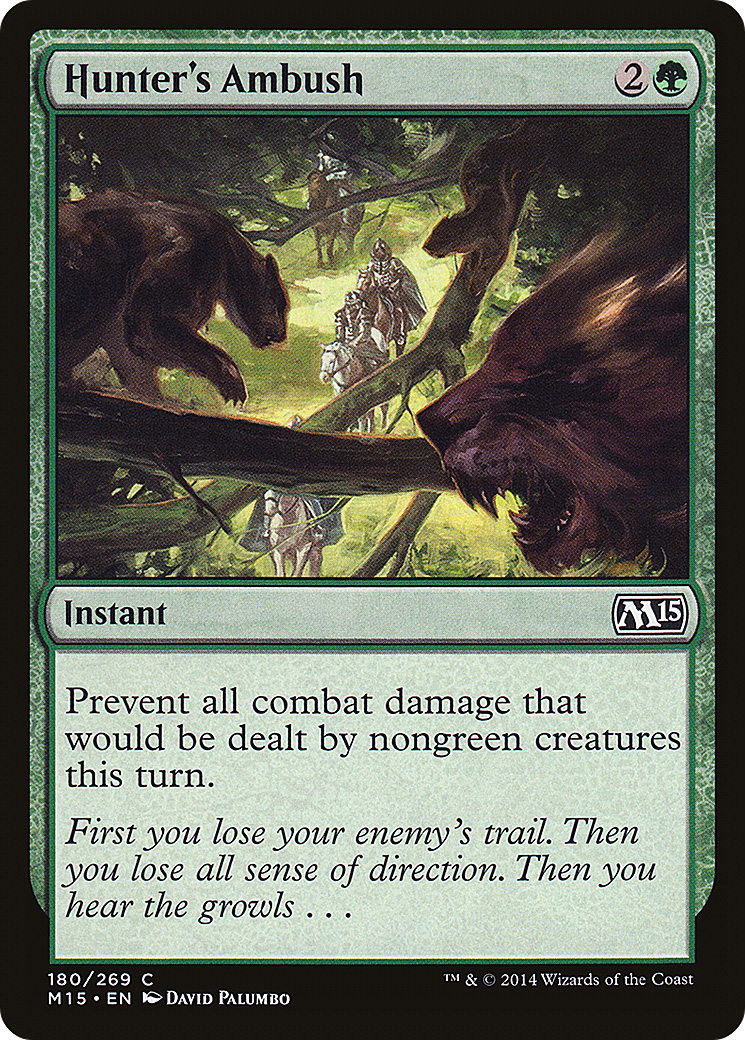 Hunter's Ambush 2
Instant M15
Prevent all combat damage that
would be dealt by nongreen creatures
this turn.
First you lose your enemy's trail. Then
you lose all sense of direction. Then you
hear the growls . . .
180/269 C ™ & © 2014 Wizards of the Coast
M15 • EN DAVID PALUMBO